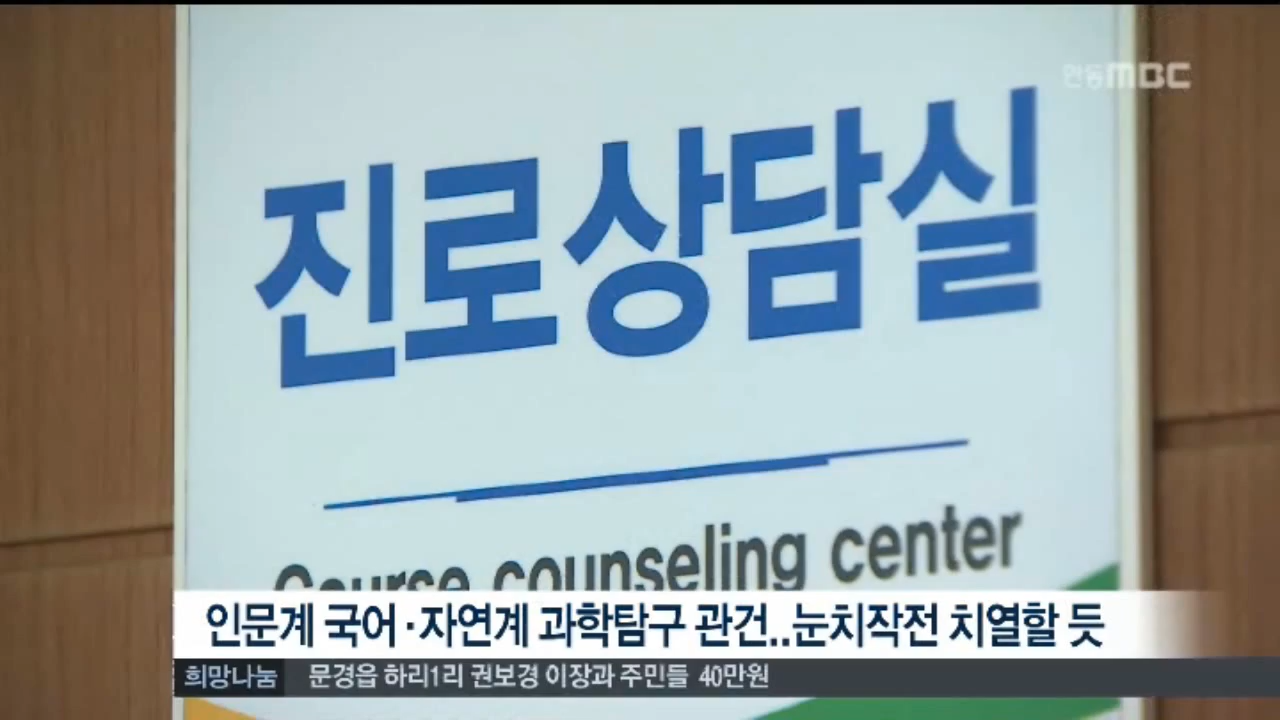 안동MBC
진로상담실
Course counseling center
인문계 국어·자연계 과학탐구 관건..눈치작전 치열할 듯
희망나눔 문경읍 하리1리 권보경 이장과 주민들 40만원